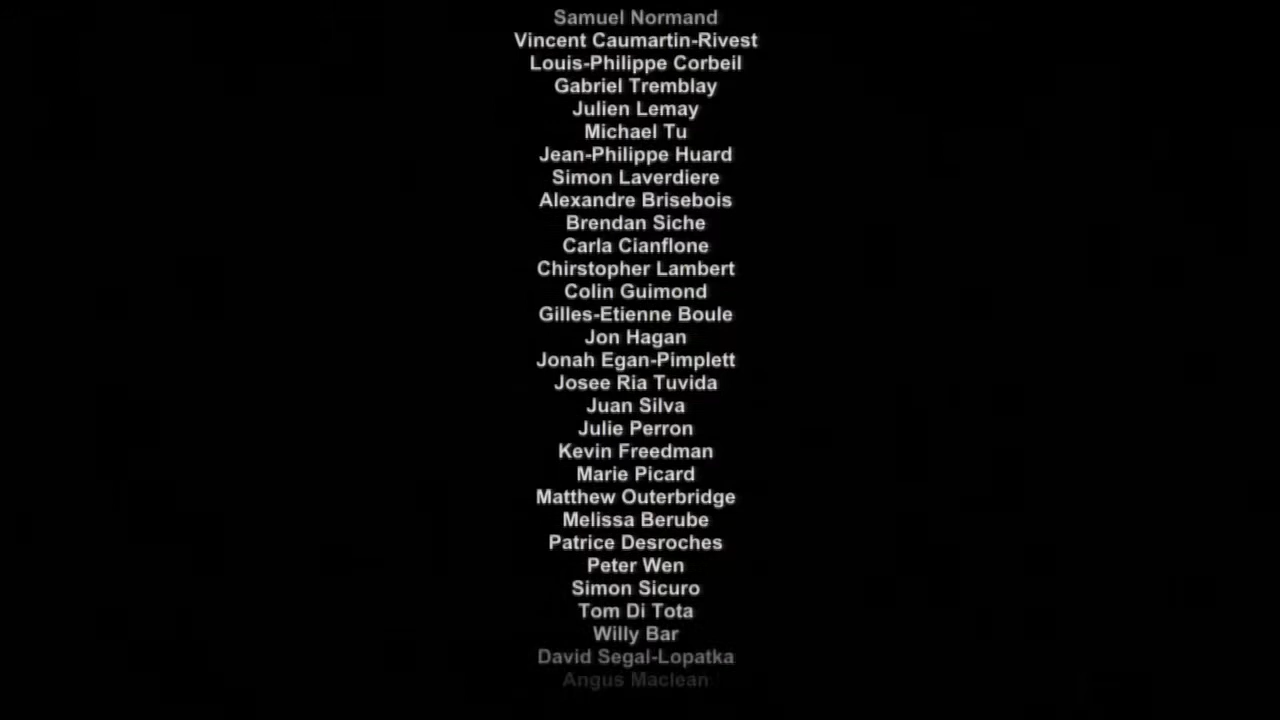 Samuel Normand
Vincent Caumartin-Rivest
Louis-Philippe Corbeil
Gabriel Tremblay
Julien Lemay
Michael Tu
Jean-Philippe Huard
Simon Laverdiere
Alexandre Brisebois
Brendan Siche
Carla Cianflone
Chirstopher Lambert
Colin Guimond
Gilles-Etienne Boule
Jon Hagan
Jonah Egan-Pimplett
Josee Ria Tuvida
Juan Silva
Julie Perron
Kevin Freedman
Marie Picard
Matthew Outerbridge
Melissa Berube
Patrice Desroches
Peter Wen
Simon Sicuro
Tom Di Tota
Willy Bar
David Segal-Lopatka
Angus Maclean